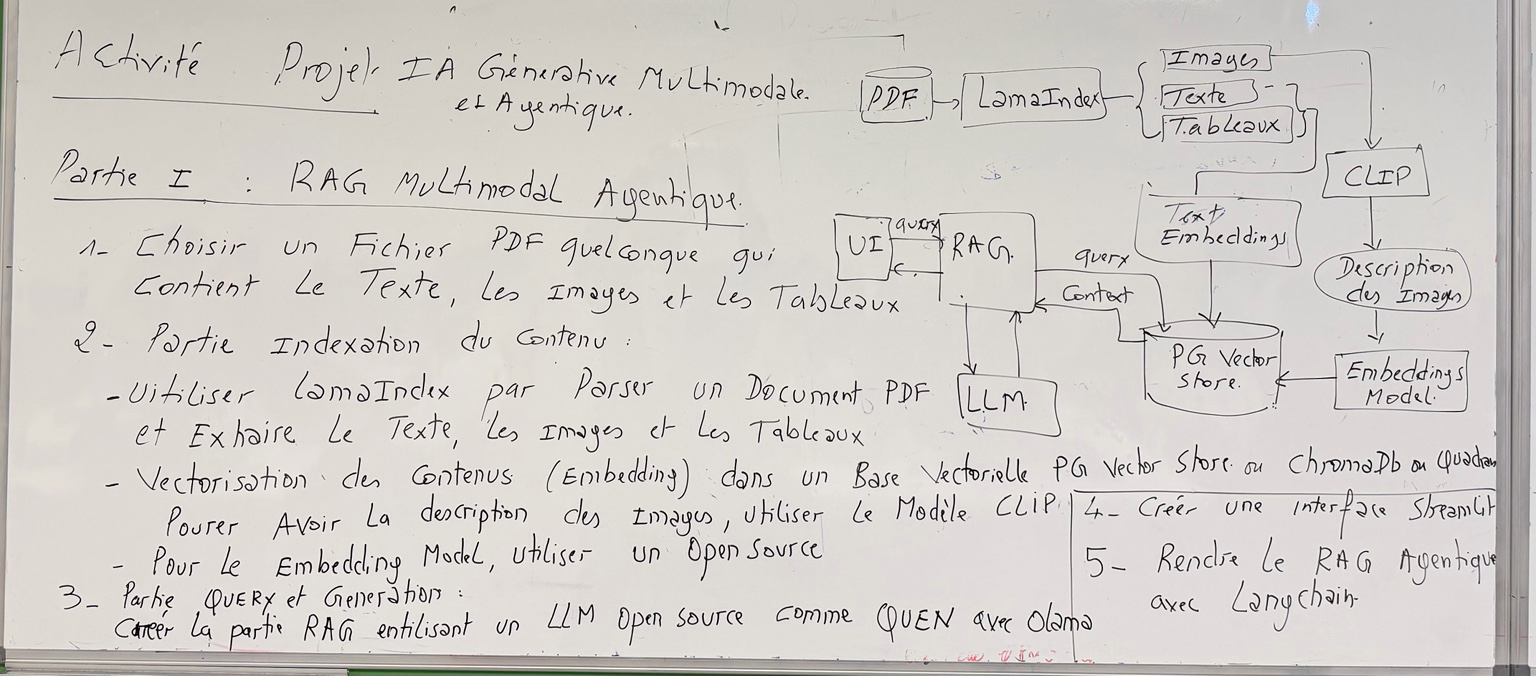 Activité Projet IA Générative Multimodale
et Agentique.
Partie I : RAG Multimodal Agentique.
1- Choisir un Fichier PDF quelconque qui
Contient Le Texte, Les Images et les Tableaux
2- Partie Indexation du Contenu :
- Uitiliser LamaIndex par Parser un Document PDF
et Exhaire Le Texte, Les Images et Les Tableaux
- Vectorisation des Contenus (Embedding) dans un Base Vectorielle PG Vector Store ou ChromaDb ou Quadran
Pourer Avoir La description des Images, utiliser Le Modèle CLIP
- Pour Le Embedding Model, utiliser un Open Source
3- Partie QUERY et Generation :
Créer La partie RAG entilisant un LLM Open source comme QUEN avec Olama
4- Créer une interface Streamlit
5- Rendre le RAG Agentique
avec Langchain
PDF
LamaIndex
Images
Texte
Tableaux
CLIP
Text
Embeddings
Description
des Images
Embeddings
Model.
PG Vector
Store.
UI
query
RAG
query
Context
LLM